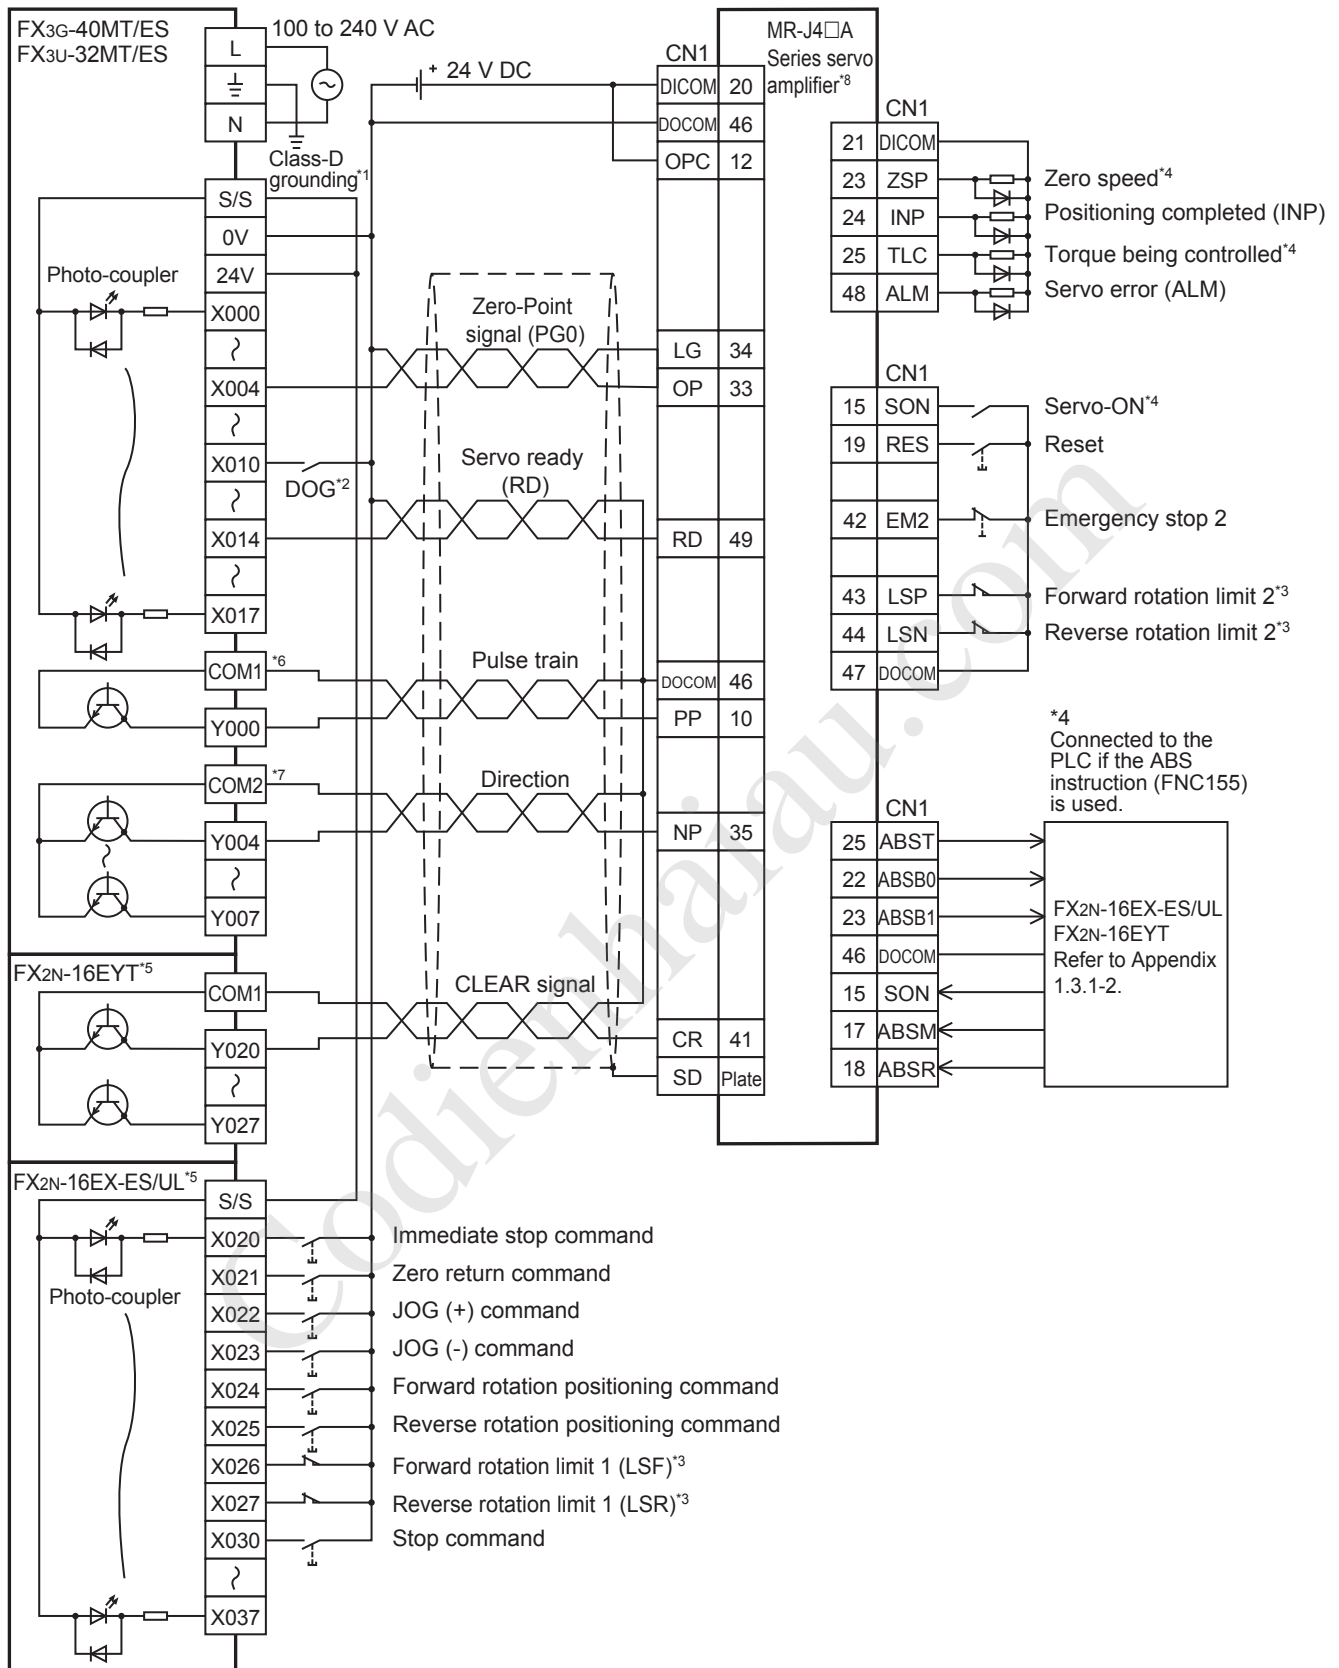 FX3G-40MT/ES
FX3U-32MT/ES
L
N
100 to 240 V AC
Class-D
grounding*1
S/S
0V
24V
Photo-coupler
X000
X004
X010
DOG*2
X014
X017
COM1 *6
Y000
COM2 *7
Y004
Y007
FX2N-16EYT*5
COM1
Y020
Y027
FX2N-16EX-ES/UL*5
S/S
Photo-coupler
X020 Immediate stop command
X021 Zero return command
X022 JOG (+) command
X023 JOG (-) command
X024 Forward rotation positioning command
X025 Reverse rotation positioning command
X026 Forward rotation limit 1 (LSF)*3
X027 Reverse rotation limit 1 (LSR)*3
X030 Stop command
X037
+ 24 V DC
Zero-Point
signal (PG0)
Servo ready
(RD)
Pulse train
Direction
CLEAR signal
CN1
DICOM 20
DOCOM 46
OPC 12
LG 34
OP 33
RD 49
DOCOM 46
PP 10
NP 35
CR 41
SD Plate
MR-J4□A
Series servo
amplifier*8
CN1
21 DICOM
23 ZSP Zero speed*4
24 INP Positioning completed (INP)
25 TLC Torque being controlled*4
48 ALM Servo error (ALM)
CN1
15 SON Servo-ON*4
19 RES Reset
42 EM2 Emergency stop 2
43 LSP Forward rotation limit 2*3
44 LSN Reverse rotation limit 2*3
47 DOCOM
*4
Connected to the
PLC if the ABS
instruction (FNC155)
is used.
CN1
25 ABST
22 ABSB0
23 ABSB1
46 DOCOM
15 SON
17 ABSM
18 ABSR
FX2N-16EX-ES/UL
FX2N-16EYT
Refer to Appendix
1.3.1-2.
Codienhaiau.com